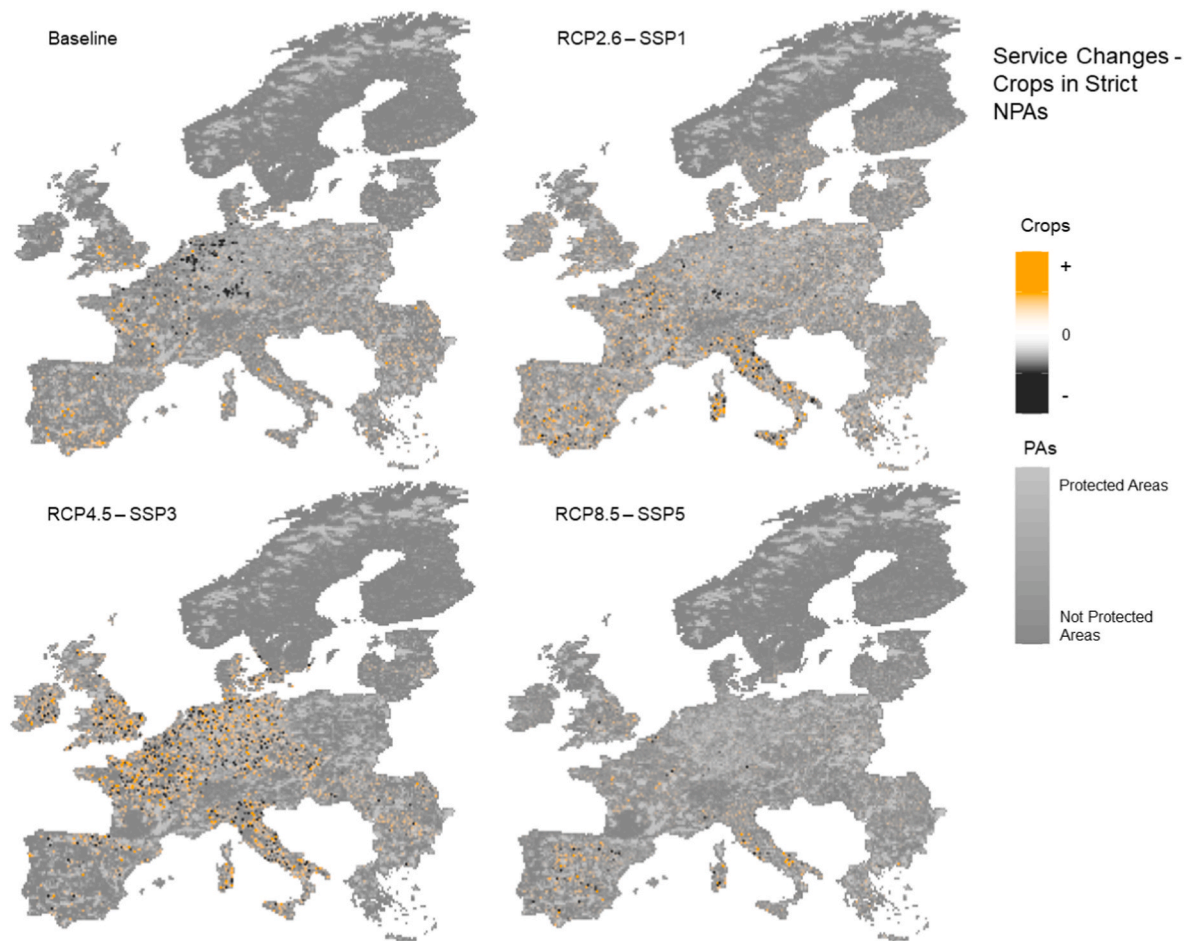 Baseline
RCP2.6 – SSP1
Service Changes -
Crops in Strict
NPAs
Crops
+
0
-
PAs
Protected Areas
Not Protected
Areas
RCP4.5 – SSP3
RCP8.5 – SSP5